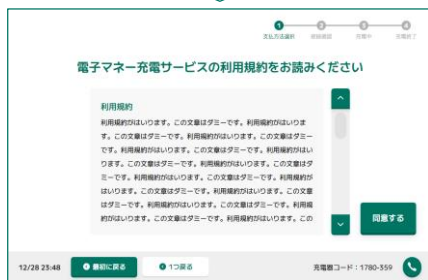 1 2 3 4
支払方法選択 接続確認 充電中 充電終了
電子マネー充電サービスの利用規約をお読みください
利用規約
利用規約がはいります。この文章はダミーです。利用規約がはいりま
す。この文章はダミーです。利用規約がはいります。この文章はダミー
です。利用規約がはいります。この文章はダミーです。利用規約がはい
ります。この文章はダミーです。利用規約がはいります。この文章はダ
ミーです。利用規約がはいります。この文章はダミーです。利用規約が
はいります。この文章はダミーです。利用規約がはいります。この文章
はダミーです。利用規約がはいります。この文章はダミーです。利用規
約がはいります。この文章はダミーです。利用規約がはいります。この
同意する
12/28 23:48 最初に戻る 1つ戻る 充電器コード:1780-359